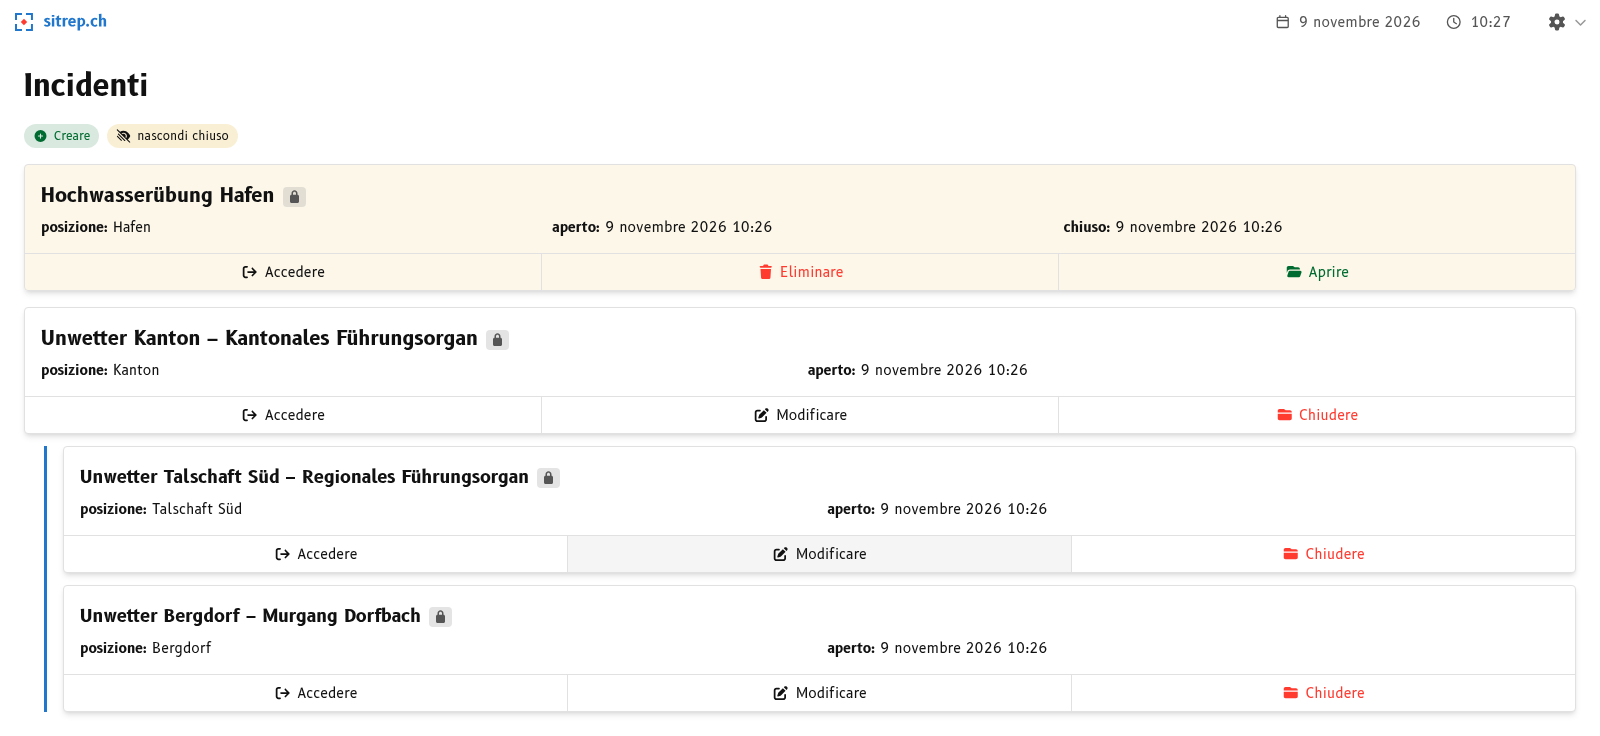 sitrep.ch 9 novembre 2026 10:27
Incidenti
Creare nascondi chiuso
Hochwasserübung Hafen
posizione: Hafen aperto: 9 novembre 2026 10:26 chiuso: 9 novembre 2026 10:26
Accedere Eliminare Aprire
Unwetter Kanton – Kantonales Führungsorgan
posizione: Kanton aperto: 9 novembre 2026 10:26
Accedere Modificare Chiudere
Unwetter Talschaft Süd – Regionales Führungsorgan
posizione: Talschaft Süd aperto: 9 novembre 2026 10:26
Accedere Modificare Chiudere
Unwetter Bergdorf – Murgang Dorfbach
posizione: Bergdorf aperto: 9 novembre 2026 10:26
Accedere Modificare Chiudere